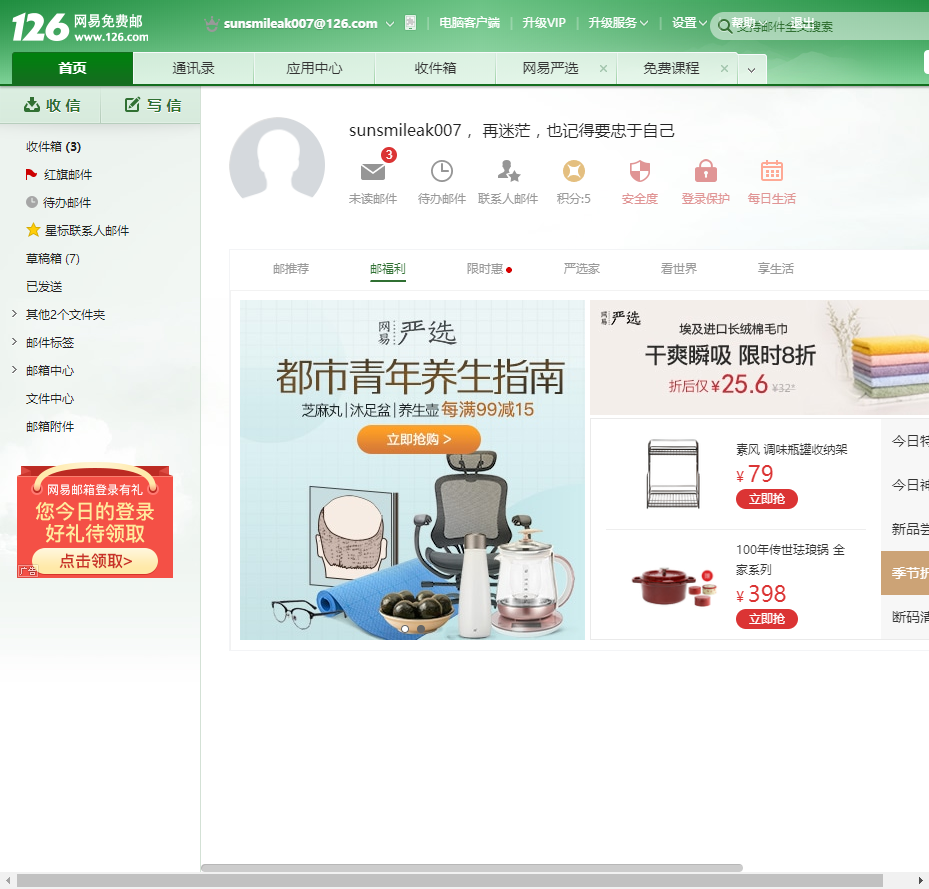 126 网易免费邮
www.126.com
sunsmileak007@126.com
电脑客户端
升级VIP
升级服务
设置
帮助
退出
支持邮件全文搜索
首页
通讯录
应用中心
收件箱
网易严选 ×
免费课程 ×
收 信
写 信
收件箱 (3)
红旗邮件
待办邮件
星标联系人邮件
草稿箱 (7)
已发送
其他2个文件夹
邮件标签
邮箱中心
文件中心
邮箱附件
网易邮箱登录有礼
您今日的登录
好礼待领取
点击领取>
广告
sunsmileak007， 再迷茫，也记得要忠于自己
3
未读邮件
待办邮件
联系人邮件
积分:5
安全度
登录保护
每日生活
邮推荐
邮福利
限时惠
严选家
看世界
享生活
网易严选
都市青年养生指南
芝麻丸|沐足盆|养生壶 每满99减15
立即抢购 >
网易严选
埃及进口长绒棉毛巾
干爽瞬吸 限时8折
折后仅 ¥25.6
素风 调味瓶罐收纳架
¥ 79
立即抢
100年传世珐琅锅 全
家系列
¥ 398
立即抢
今日特
今日神
新品尝
季节折
断码清